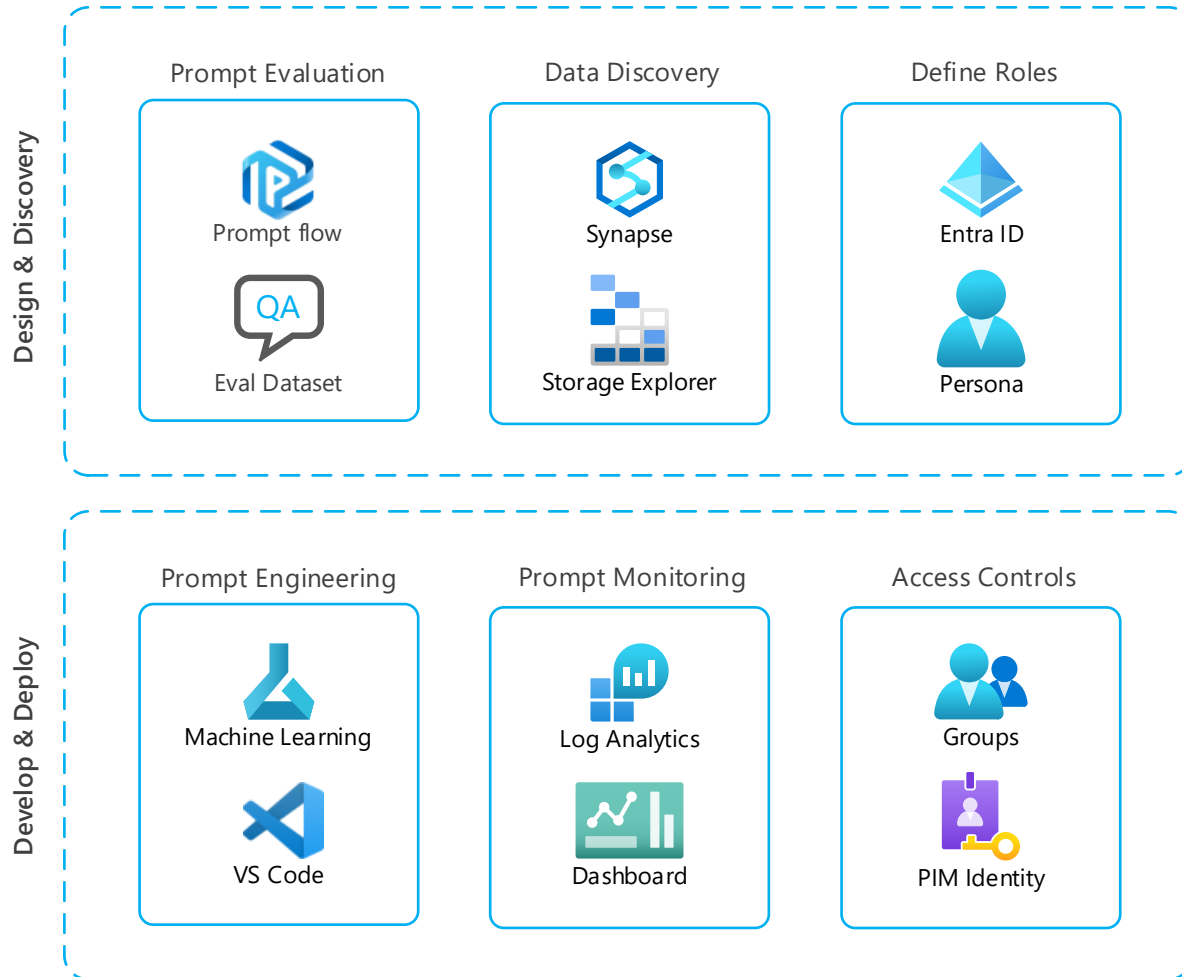 Design & Discovery
Prompt Evaluation
Prompt flow
QA
Eval Dataset
Data Discovery
Synapse
Storage Explorer
Define Roles
Entra ID
Persona
Develop & Deploy
Prompt Engineering
Machine Learning
VS Code
Prompt Monitoring
Log Analytics
Dashboard
Access Controls
Groups
PIM Identity